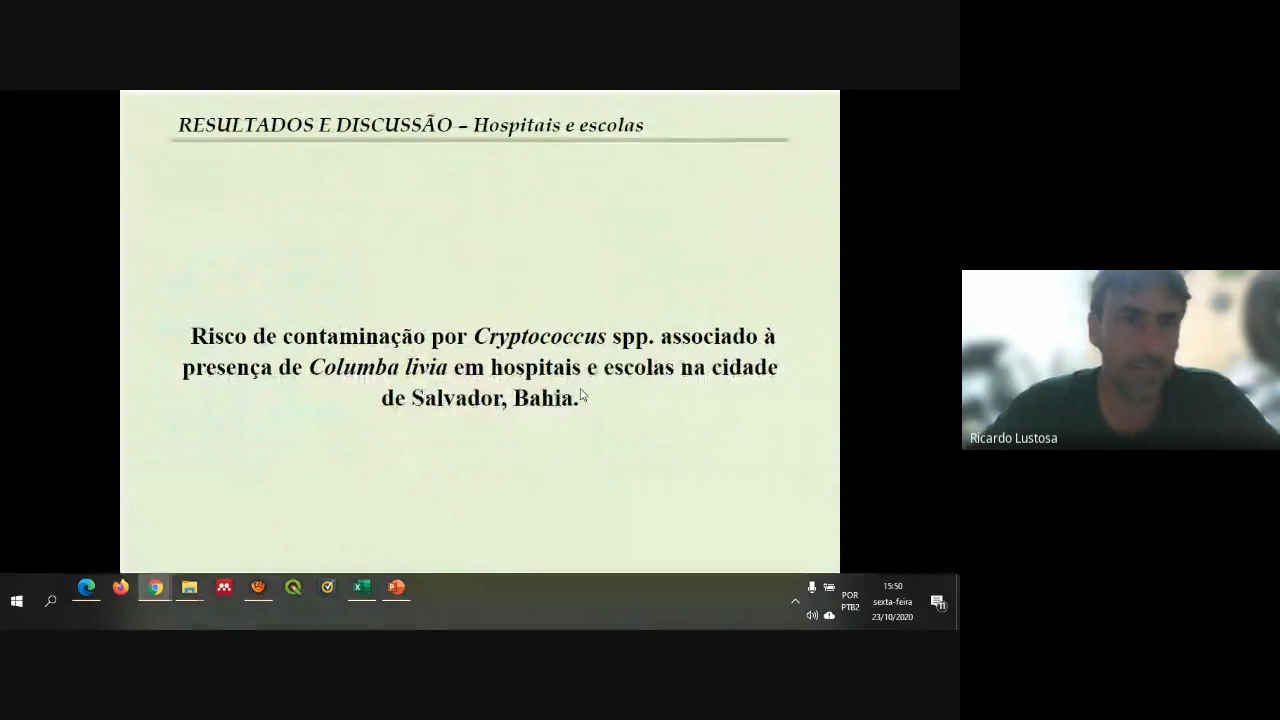 RESULTADOS E DISCUSSÃO – Hospitais e escolas
Risco de contaminação por Cryptococcus spp. associado à
presença de Columba livia em hospitais e escolas na cidade
de Salvador, Bahia.
Ricardo Lustosa
POR
PTB2
15:50
sexta-feira
23/10/2020
11